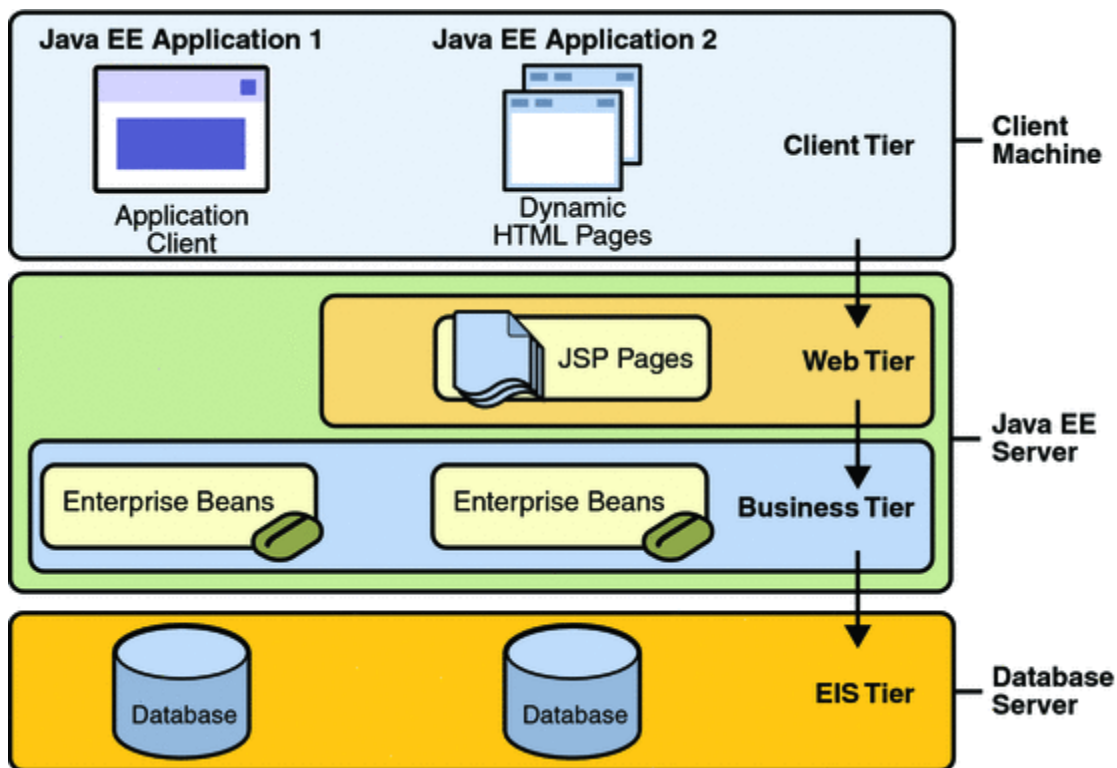 Java EE Application 1
Java EE Application 2
Application
Client
Dynamic
HTML Pages
Client Tier
Client
Machine
JSP Pages
Web Tier
Java EE
Server
Enterprise Beans
Enterprise Beans
Business Tier
Database
Database
EIS Tier
Database
Server